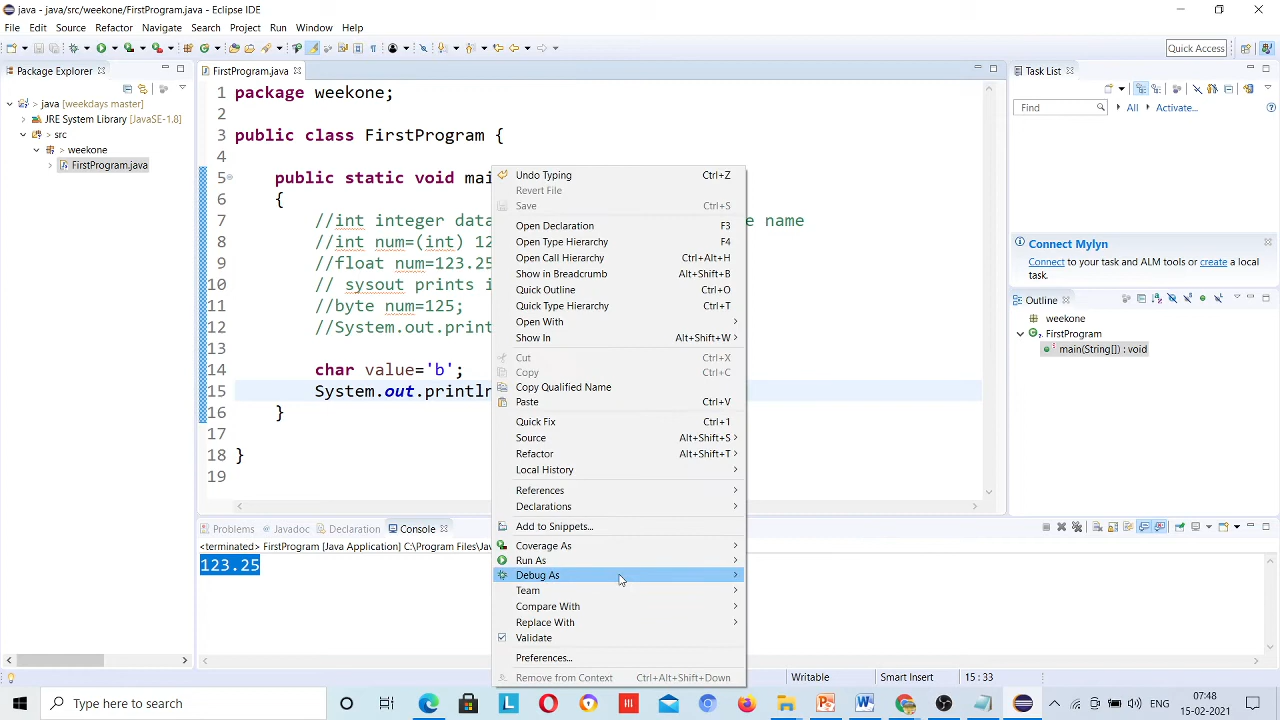 java - java/src/weekone/FirstProgram.java - Eclipse IDE
File Edit Source Refactor Navigate Search Project Run Window Help
Quick Access
Package Explorer
> java [weekdays master]
JRE System Library [JavaSE-1.8]
> src
> weekone
> FirstProgram.java
FirstProgram.java
1 package weekone;
2
3 public class FirstProgram {
4
5 public static void
6 {
7 //int integer name
8 //int num=(int)
9 //float num=123.25
10 // sysout prints
11 //byte num=125;
12 //System.out.
13
14 char value='b';
15 System.out.println
16 }
17
18 }
19
Undo Typing Ctrl+Z
Revert File
Save Ctrl+S
Open Declaration F3
Open Type Hierarchy F4
Open Call Hierarchy Ctrl+Alt+H
Show in Breadcrumb Alt+Shift+B
Quick Outline Ctrl+O
Quick Type Hierarchy Ctrl+T
Open With
Show In Alt+Shift+W
Cut Ctrl+X
Copy Ctrl+C
Copy Qualified Name
Paste Ctrl+V
Quick Fix Ctrl+1
Source Alt+Shift+S
Refactor Alt+Shift+T
Local History
References
Declarations
Add to Snippets...
Coverage As
Run As
Debug As
Team
Compare With
Replace With
Validate
Preferences...
Remove from Context Ctrl+Alt+Shift+Down
Task List
Find All Activate...
Connect Mylyn
Connect to your task and ALM tools or create a local
task.
Outline
weekone
FirstProgram
main(String[]) : void
Problems Javadoc Declaration Console
<terminated> FirstProgram [Java Application] C:\Program Files\
123.25
Writable Smart Insert 15 : 33
Type here to search
07:48
15-02-2021